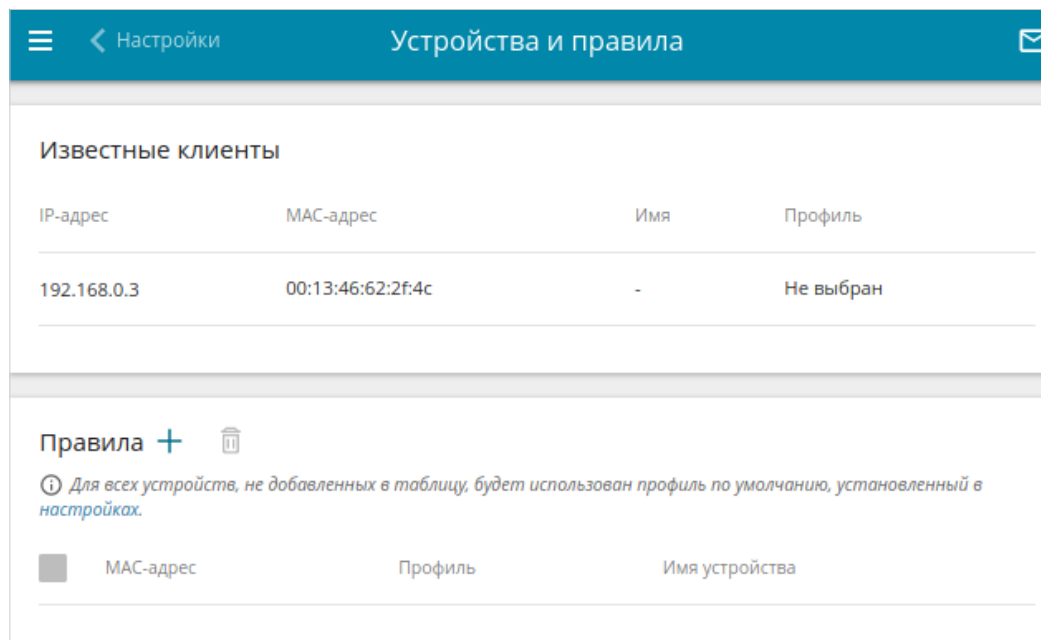 Настройки Устройства и правила
Известные клиенты
IP-адрес MAC-адрес Имя Профиль
192.168.0.3 00:13:46:62:2f:4c - Не выбран
Правила
Для всех устройств, не добавленных в таблицу, будет использован профиль по умолчанию, установленный в
настройках.
MAC-адрес Профиль Имя устройства